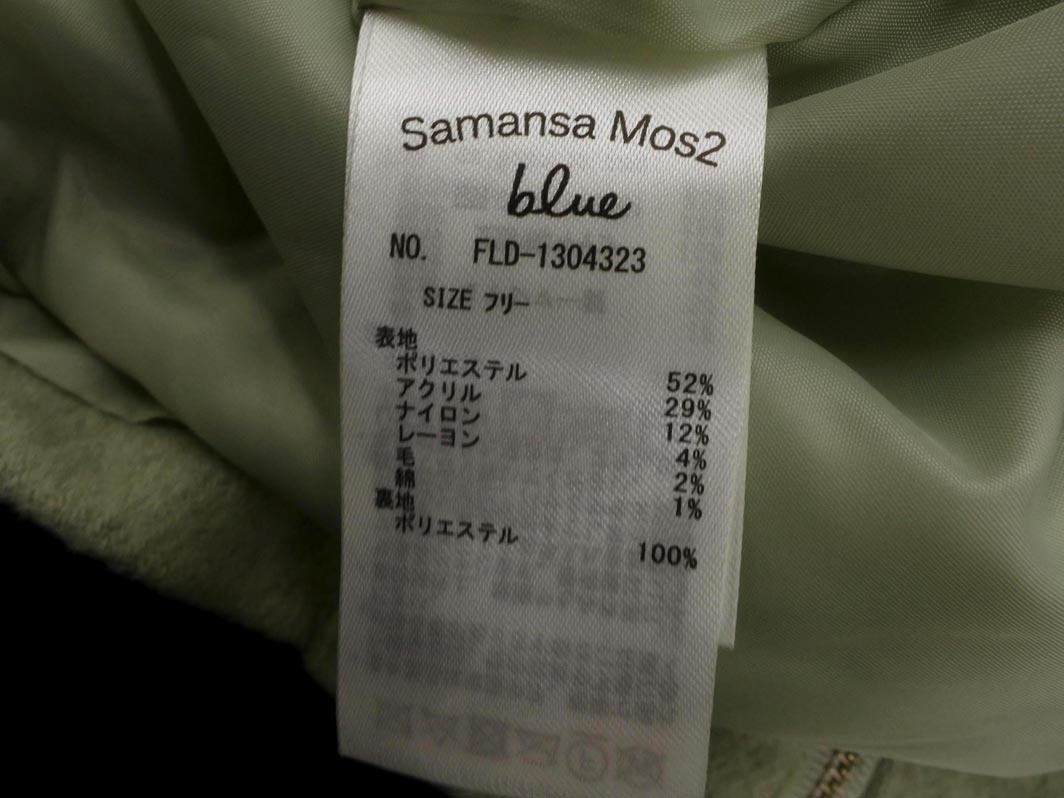 Samansa Mos2
blue
NO. FLD-1304323
SIZE フリー
表地
ポリエステル 52%
アクリル 29%
ナイロン 12%
レーヨン 4%
毛 2%
綿 1%
裏地
ポリエステル 100%